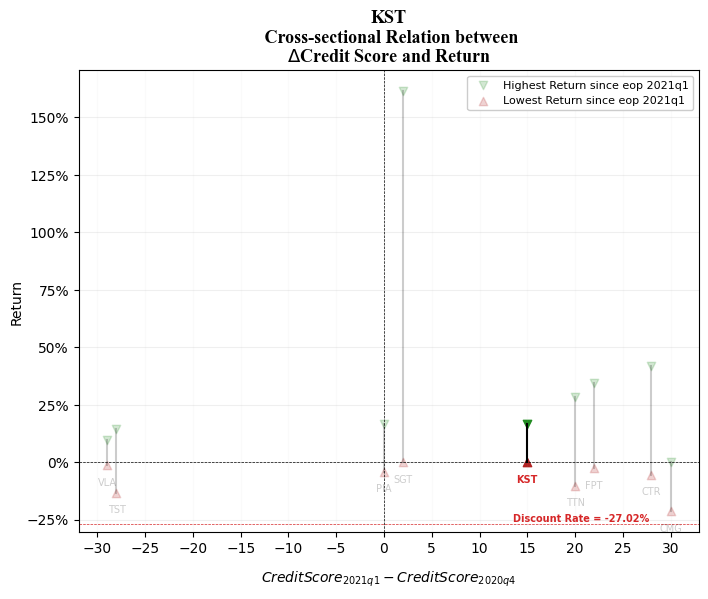 KST
Cross-sectional Relation between
ΔCredit Score and Return
Highest Return since eop 2021q1
Lowest Return since eop 2021q1
150%
125%
100%
75%
50%
25%
0%
−25%
Return
VLA
TST
PIA
SGT
KST
TTN
FPT
CTR
CMG
Discount Rate = -27.02%
−30 −25 −20 −15 −10 −5 0 5 10 15 20 25 30
CreditScore2021q1 − CreditScore2020q4